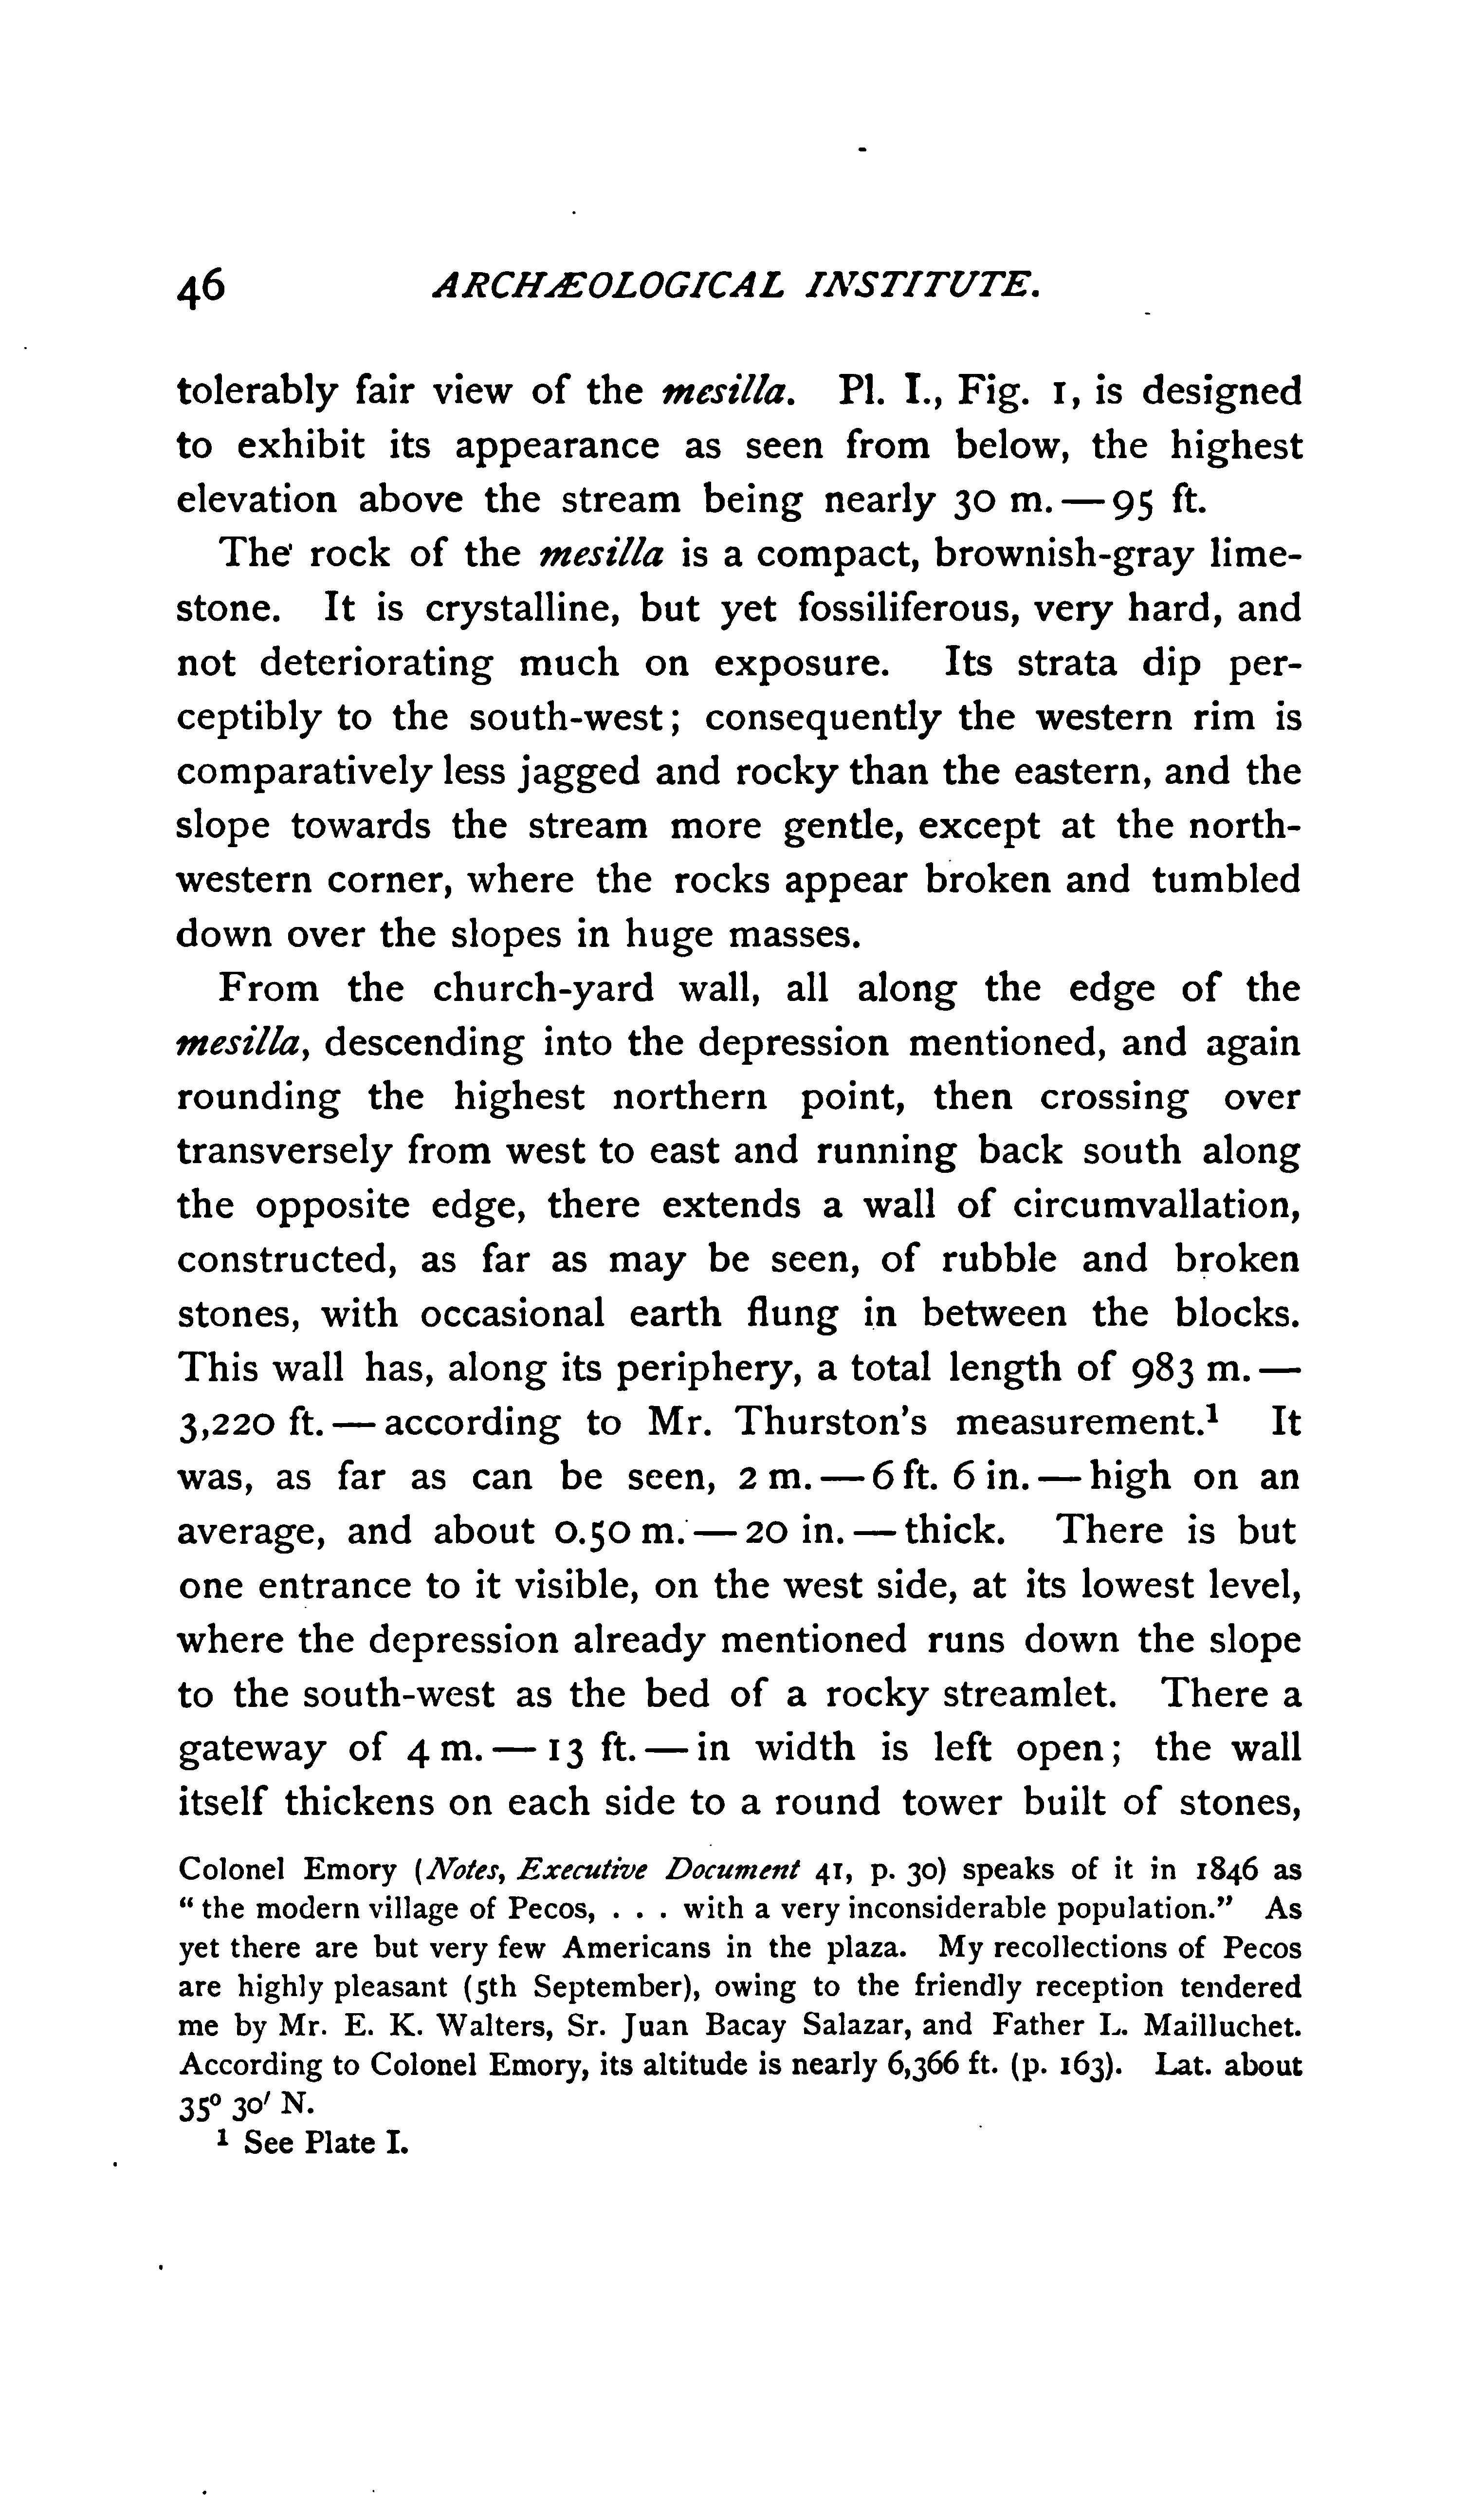 46 ARCHÆOLOGICAL INSTITUTE.
tolerably fair view of the mesilla. Pl. I., Fig. 1, is designed
to exhibit its appearance as seen from below, the highest
elevation above the stream being nearly 30 m. — 95 ft.
The rock of the mesilla is a compact, brownish-gray lime-
stone. It is crystalline, but yet fossiliferous, very hard, and
not deteriorating much on exposure. Its strata dip per-
ceptibly to the south-west; consequently the western rim is
comparatively less jagged and rocky than the eastern, and the
slope towards the stream more gentle, except at the north-
western corner, where the rocks appear broken and tumbled
down over the slopes in huge masses.
From the church-yard wall, all along the edge of the
mesilla, descending into the depression mentioned, and again
rounding the highest northern point, then crossing over
transversely from west to east and running back south along
the opposite edge, there extends a wall of circumvallation,
constructed, as far as may be seen, of rubble and broken
stones, with occasional earth flung in between the blocks.
This wall has, along its periphery, a total length of 983 m. —
3,220 ft. — according to Mr. Thurston's measurement.¹ It
was, as far as can be seen, 2 m. — 6 ft. 6 in. — high on an
average, and about 0.50 m. — 20 in. — thick. There is but
one entrance to it visible, on the west side, at its lowest level,
where the depression already mentioned runs down the slope
to the south-west as the bed of a rocky streamlet. There a
gateway of 4 m. — 13 ft. — in width is left open; the wall
itself thickens on each side to a round tower built of stones,
Colonel Emory (Notes, Executive Document 41, p. 30) speaks of it in 1846 as
“the modern village of Pecos, . . . with a very inconsiderable population.” As
yet there are but very few Americans in the plaza. My recollections of Pecos
are highly pleasant (5th September), owing to the friendly reception tendered
me by Mr. E. K. Walters, Sr. Juan Bacay Salazar, and Father L. Mailluchet.
According to Colonel Emory, its altitude is nearly 6,366 ft. (p. 163). Lat. about
35° 30′ N.
¹ See Plate I.